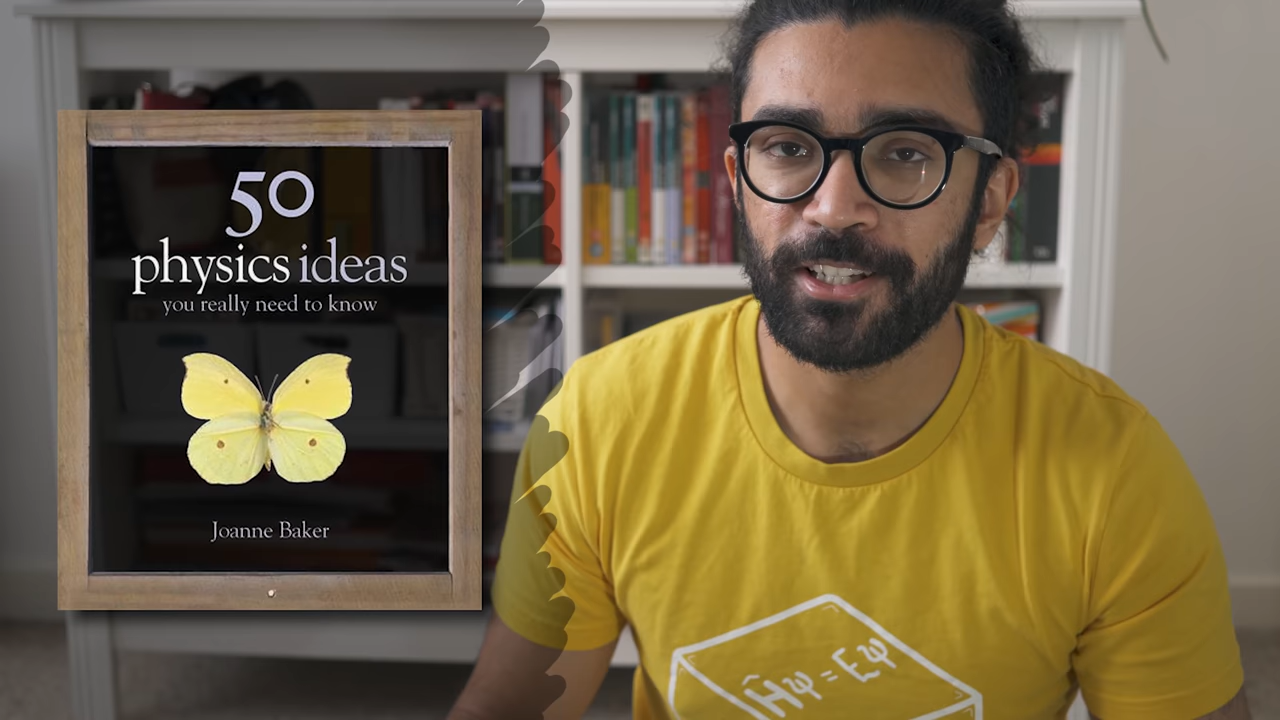 50
physics ideas
you really need to know
Joanne Baker
Ĥψ = Eψ